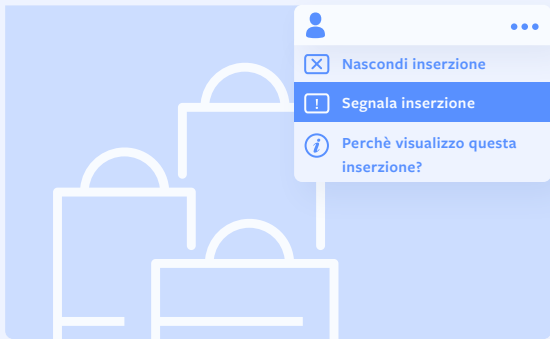 Nascondi inserzione
Segnala inserzione
Perchè visualizzo questa
inserzione?